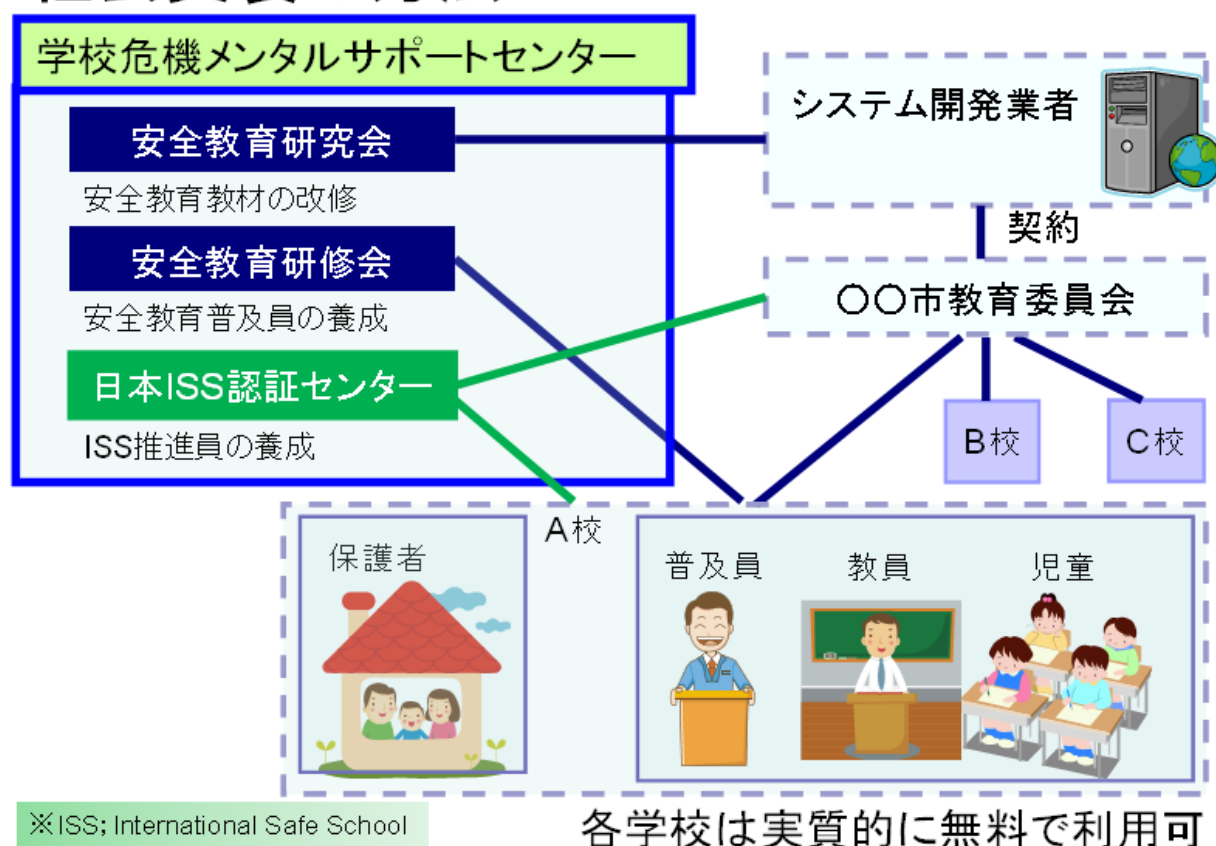 学校危機メンタルサポートセンター
安全教育研究会
安全教育教材の改修
安全教育研修会
安全教育普及員の養成
日本ISS認証センター
ISS推進員の養成
システム開発業者
契約
〇〇市教育委員会
B校
C校
A校
保護者
普及員
教員
児童
※ISS; International Safe School
各学校は実質的に無料で利用可